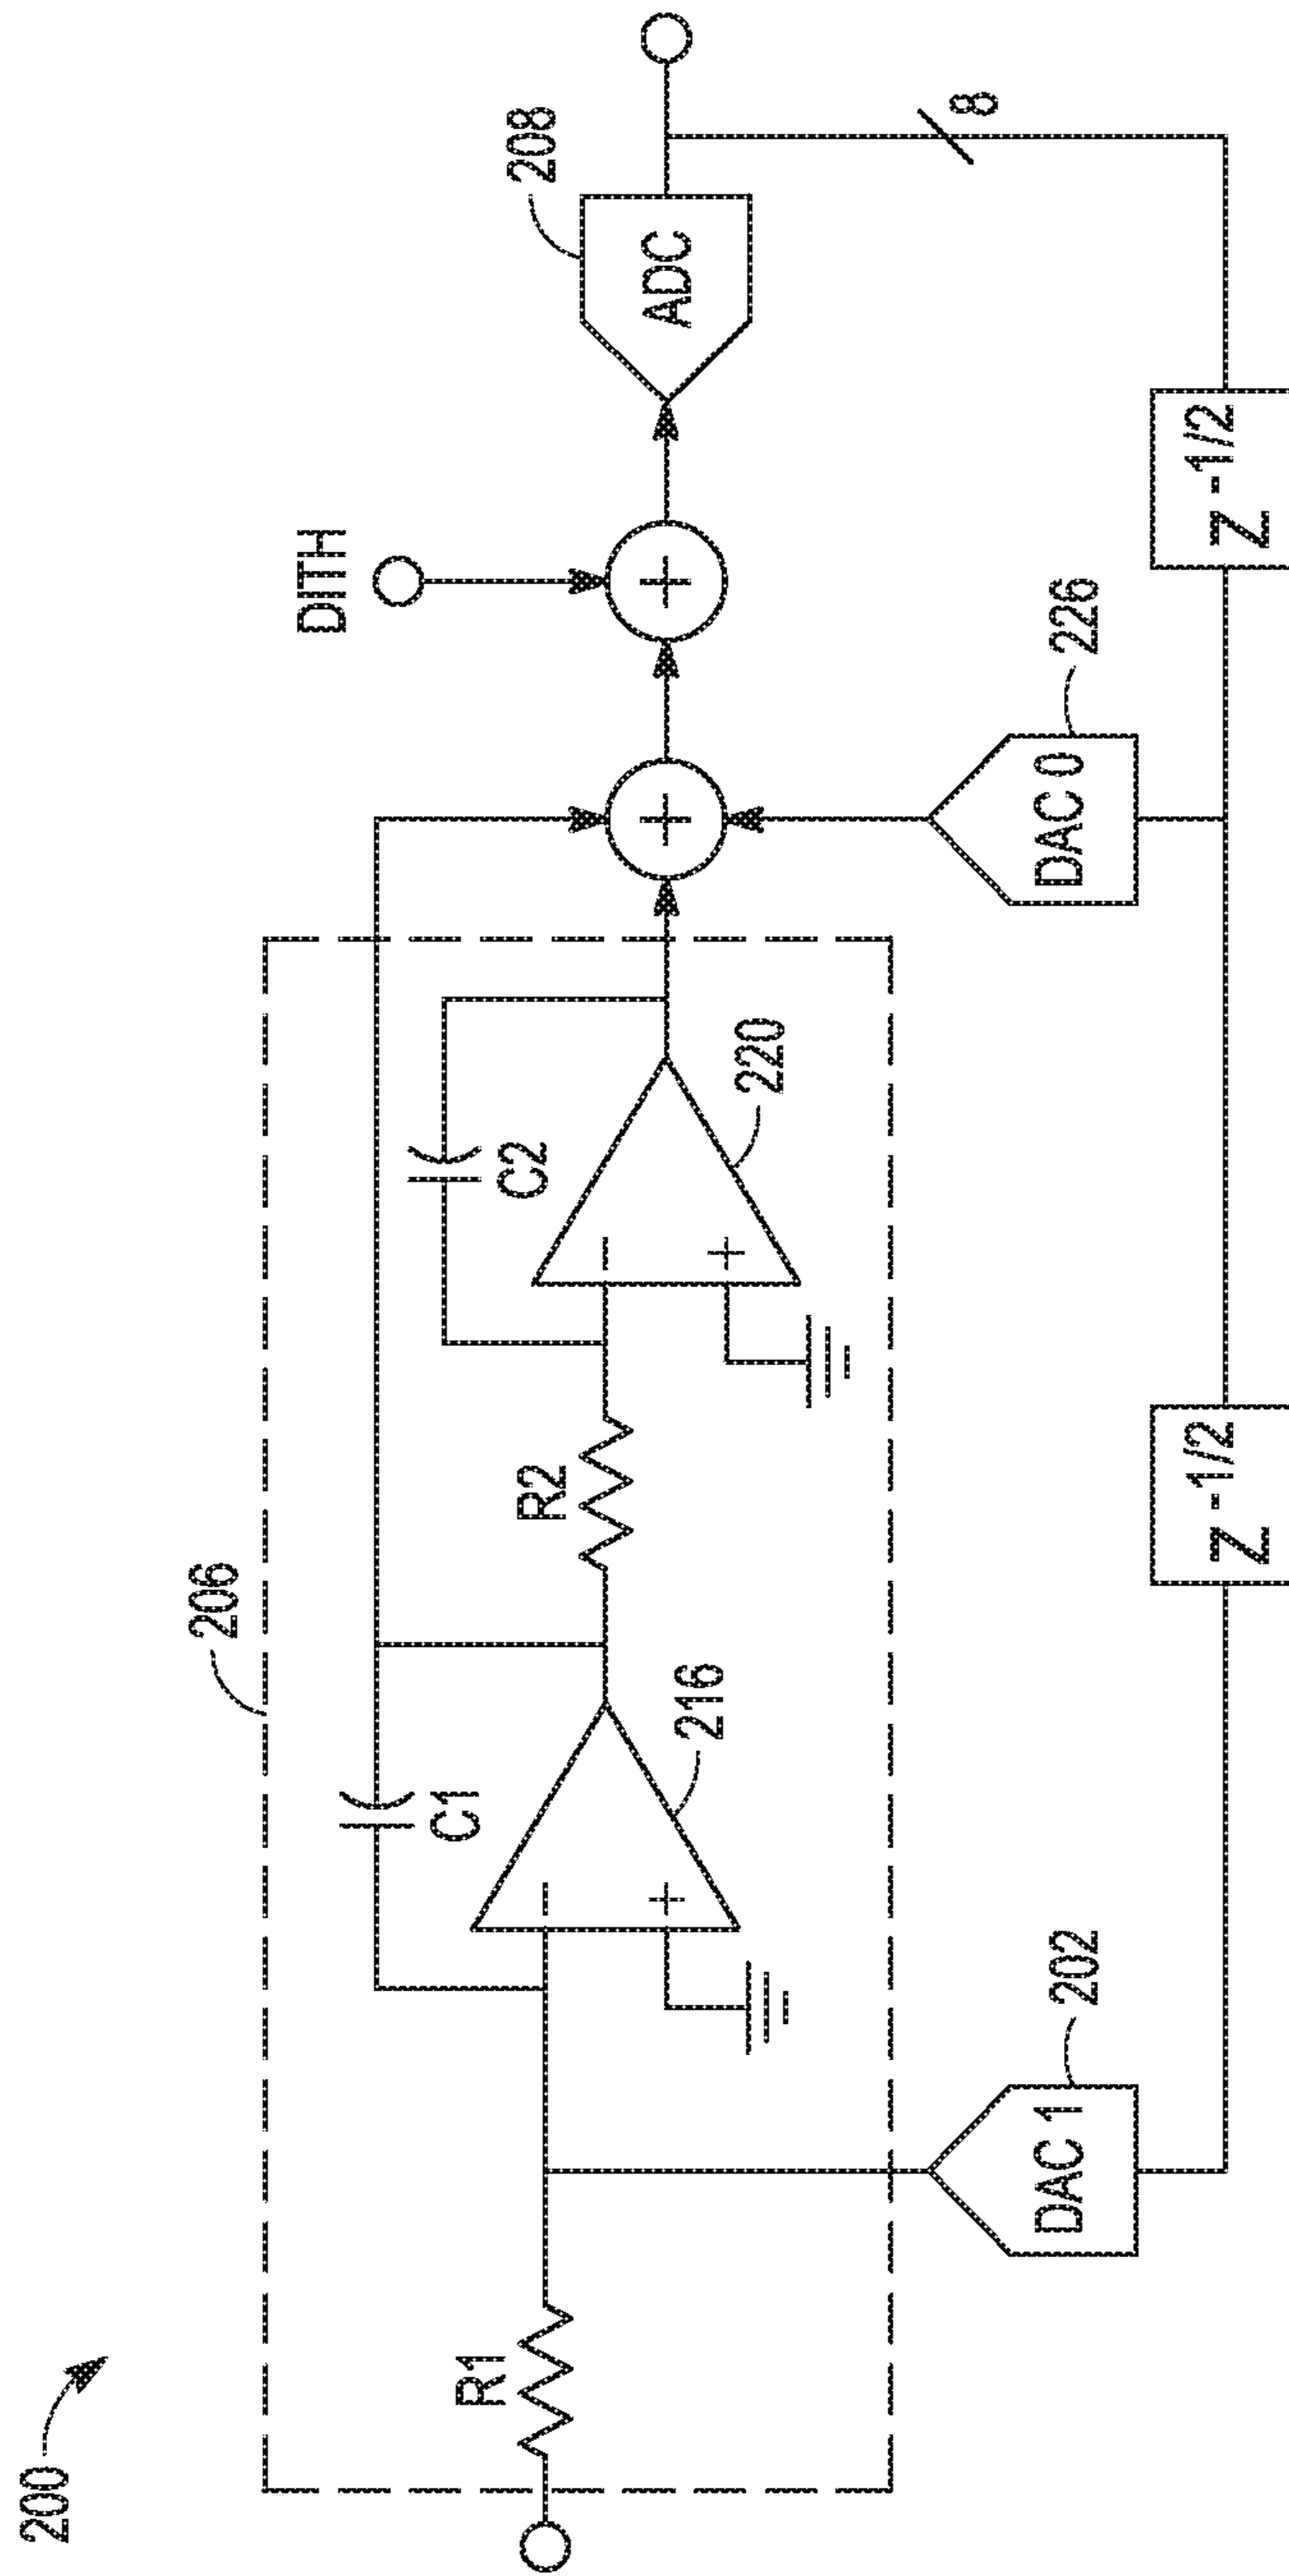 200
206
DITH
208
ADC
C1
C2
R1
R2
216
220
8
DAC 1
202
DAC 0
226
Z -1/2
Z -1/2
−
+
−
+
+
+